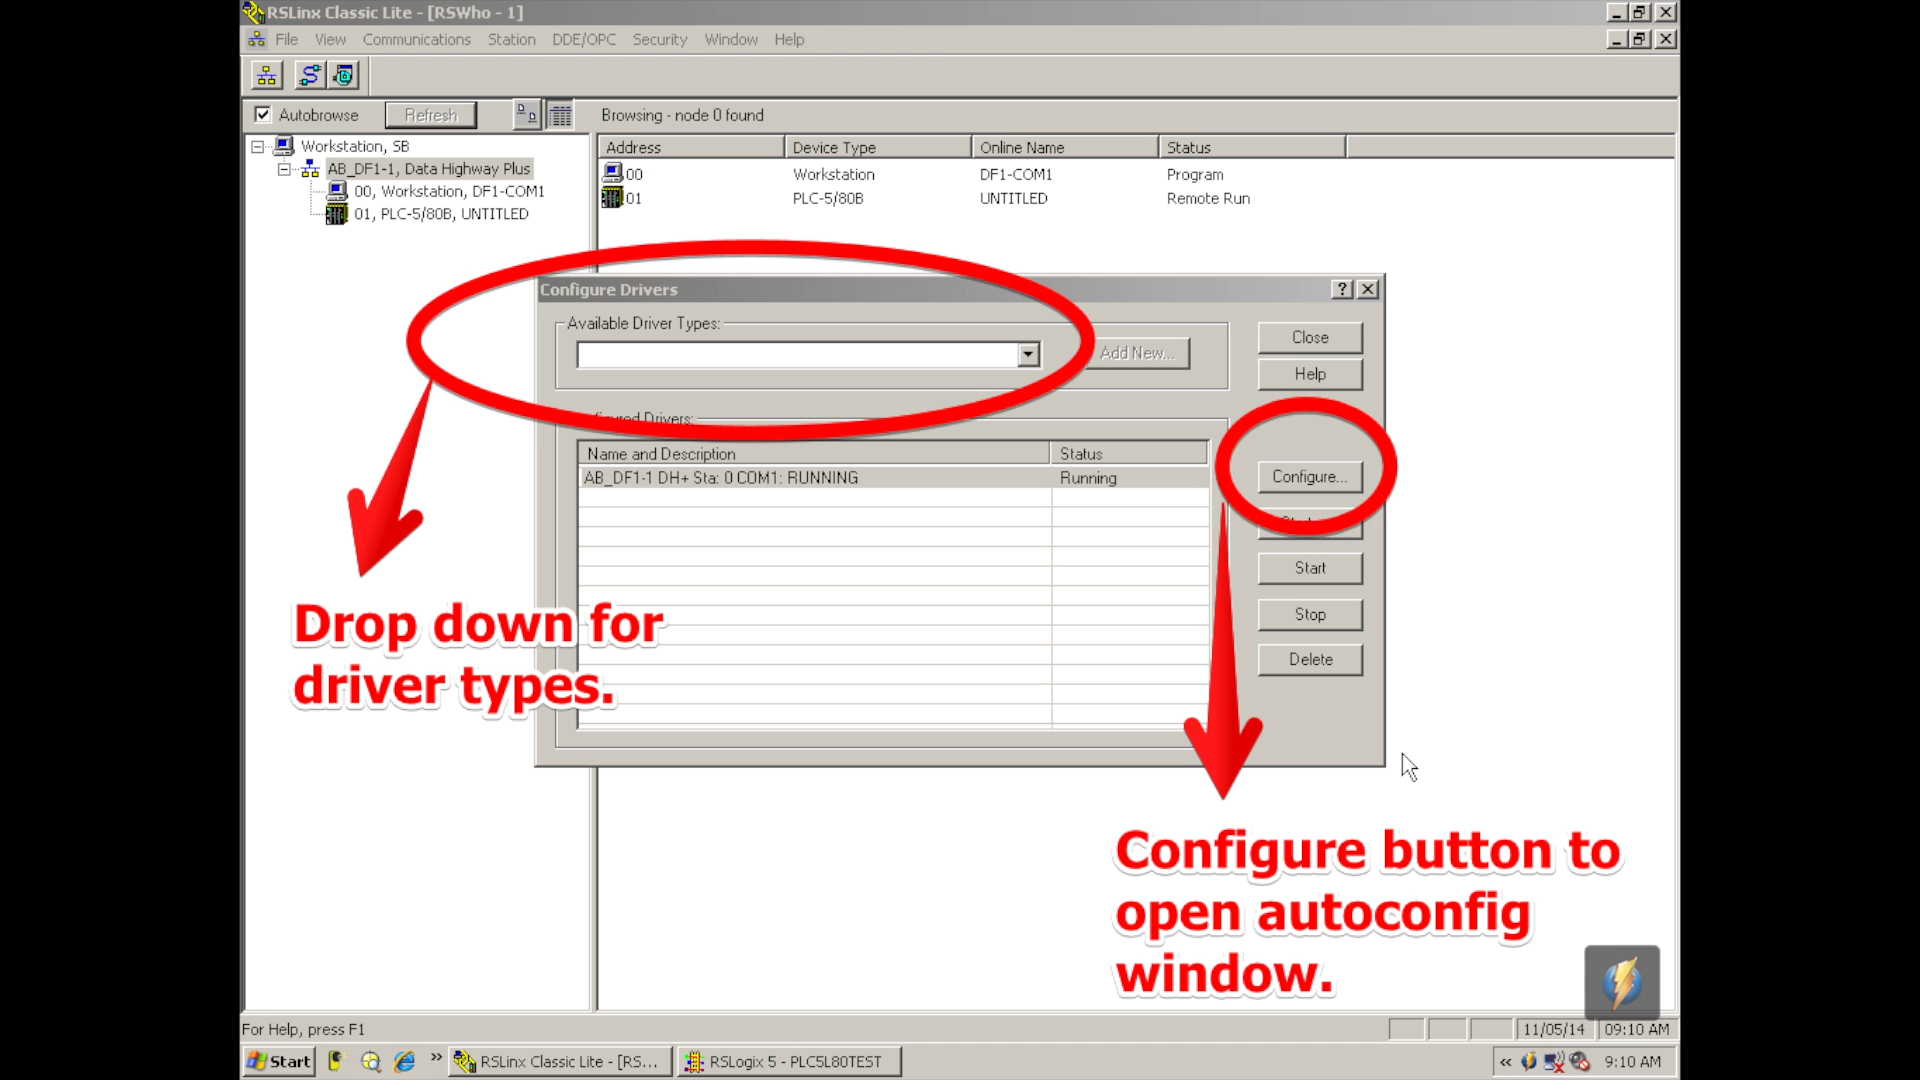 RSLinx Classic Lite - [RSWho - 1]
File View Communications Station DDE/OPC Security Window Help
Autobrowse Refresh Browsing - node 0 found
Workstation, SB
AB_DF1-1, Data Highway Plus
00, Workstation, DF1-COM1
01, PLC-5/80B, UNTITLED
Address Device Type Online Name Status
00 Workstation DF1-COM1 Program
01 PLC-5/80B UNTITLED Remote Run
Configure Drivers
Available Driver Types:
Add New...
Close
Help
Drivers:
Name and Description Status
AB_DF1-1 DH+ Sta: 0 COM1: RUNNING Running
Configure...
Start
Stop
Delete
Drop down for
driver types.
Configure button to
open autoconfig
window.
For Help, press F1 11/05/14 09:10 AM
Start » RSLinx Classic Lite - [RS... RSLogix 5 - PLC5L80TEST « 9:10 AM